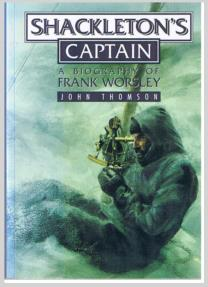 SHACKLETON'S
CAPTAIN
A BIOGRAPHY OF
FRANK WORSLEY
JOHN THOMSON